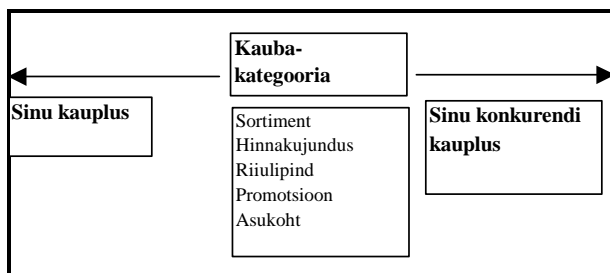 Kauba-
kategooria
Sinu kauplus
Sortiment
Hinnakujundus
Riiulipind
Promotsioon
Asukoht
Sinu konkurendi
kauplus